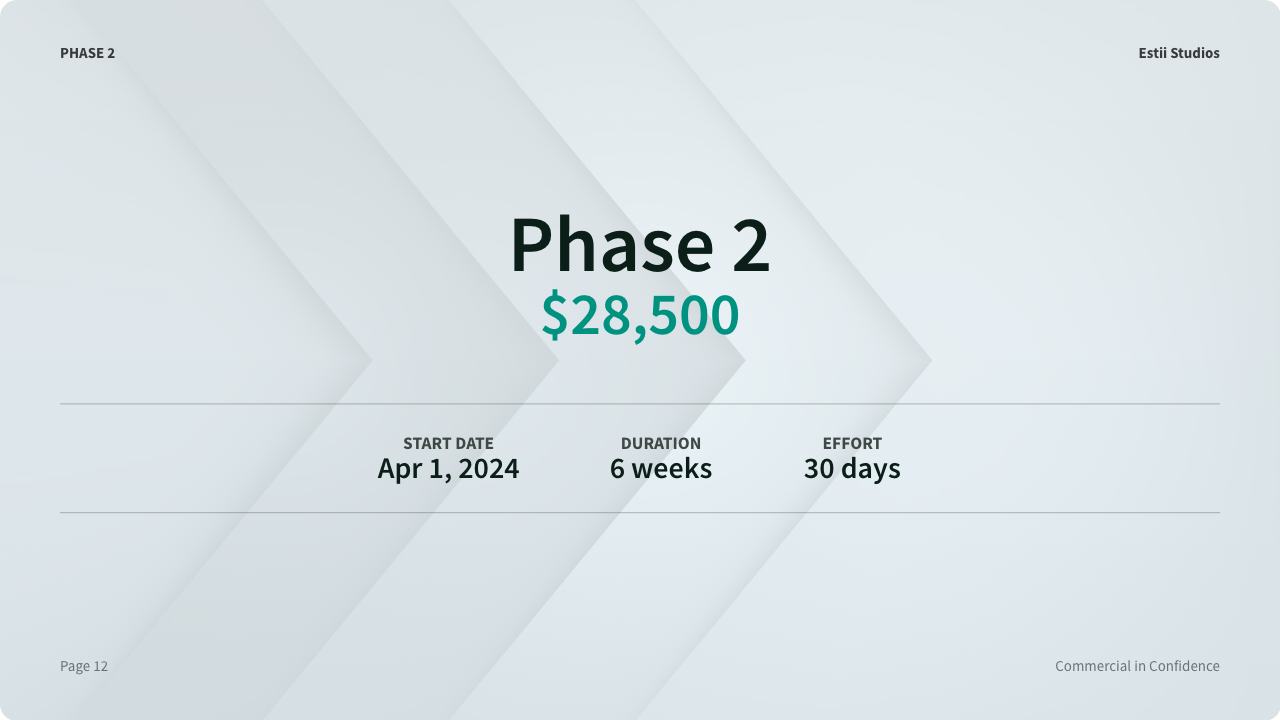 PHASE 2
Estii Studios
Phase 2
$28,500
START DATE
Apr 1, 2024
DURATION
6 weeks
EFFORT
30 days
Page 12
Commercial in Confidence